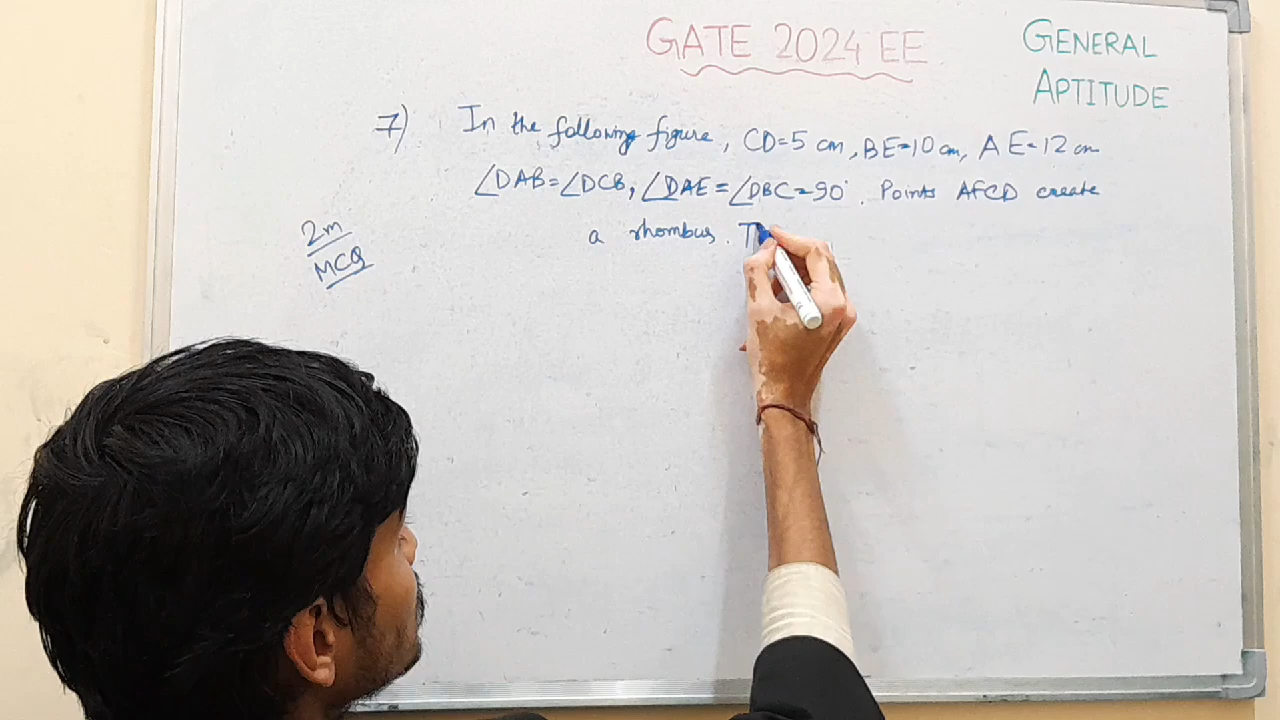 GATE 2024 EE
GENERAL
APTITUDE
7) In the following figure, CD=5 cm, BE=10 cm, AE=12 cm
∠DAB=∠DCB, ∠DAE=∠DBC=90°. Points AFCD create
a rhombus. T
2m
MCQ